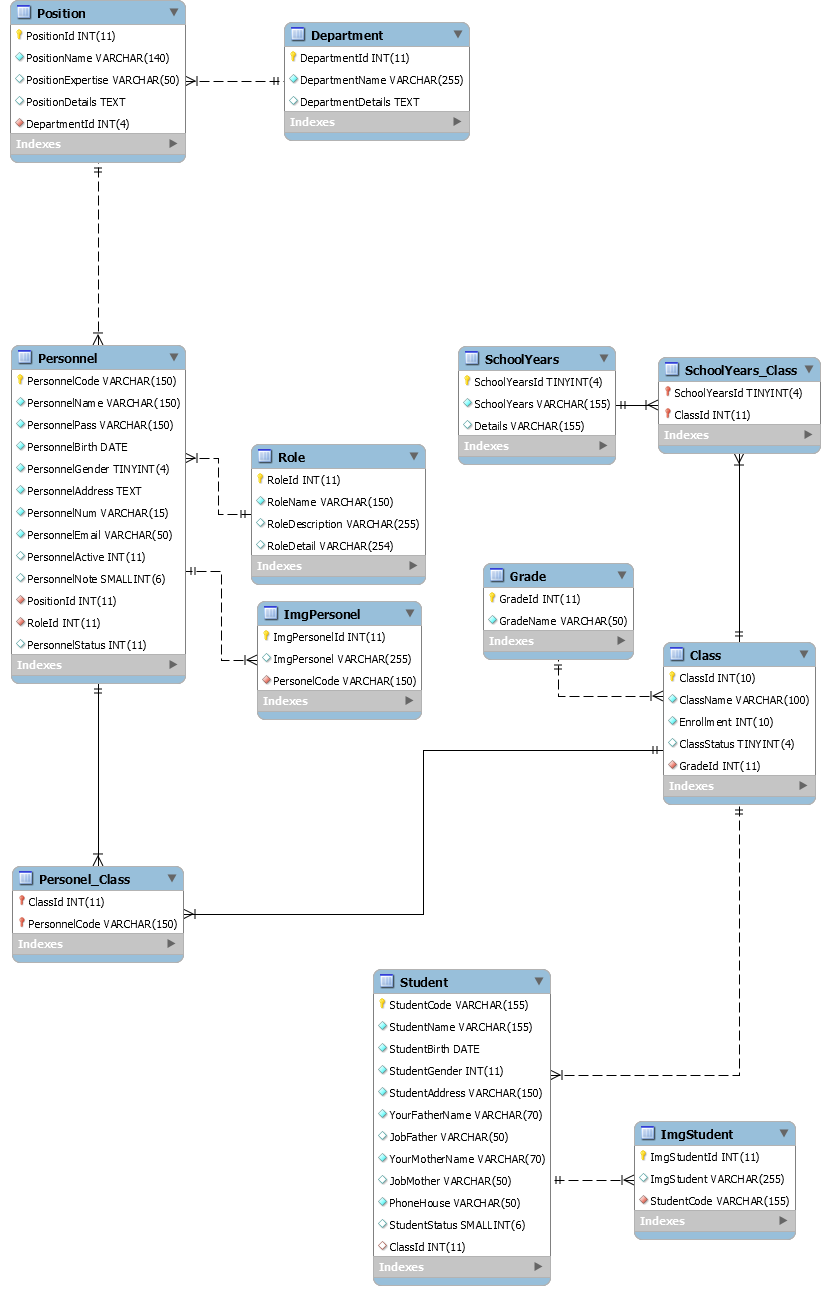 Position
PositionId INT(11)
PositionName VARCHAR(140)
PositionExpertise VARCHAR(50)
PositionDetails TEXT
DepartmentId INT(4)
Indexes
Department
DepartmentId INT(11)
DepartmentName VARCHAR(255)
DepartmentDetails TEXT
Indexes
Personnel
PersonnelCode VARCHAR(150)
PersonnelName VARCHAR(150)
PersonnelPass VARCHAR(150)
PersonnelBirth DATE
PersonnelGender TINYINT(4)
PersonnelAddress TEXT
PersonnelNum VARCHAR(15)
PersonnelEmail VARCHAR(50)
PersonnelActive INT(11)
PersonnelNote SMALLINT(6)
PositionId INT(11)
RoleId INT(11)
PersonnelStatus INT(11)
Indexes
Role
RoleId INT(11)
RoleName VARCHAR(150)
RoleDescription VARCHAR(255)
RoleDetail VARCHAR(254)
Indexes
ImgPersonel
ImgPersonelId INT(11)
ImgPersonel VARCHAR(255)
PersonelCode VARCHAR(150)
Indexes
SchoolYears
SchoolYearsId TINYINT(4)
SchoolYears VARCHAR(155)
Details VARCHAR(155)
Indexes
SchoolYears_Class
SchoolYearsId TINYINT(4)
ClassId INT(11)
Indexes
Grade
GradeId INT(11)
GradeName VARCHAR(50)
Indexes
Class
ClassId INT(10)
ClassName VARCHAR(100)
Enrollment INT(10)
ClassStatus TINYINT(4)
GradeId INT(11)
Indexes
Personel_Class
ClassId INT(11)
PersonnelCode VARCHAR(150)
Indexes
Student
StudentCode VARCHAR(155)
StudentName VARCHAR(155)
StudentBirth DATE
StudentGender INT(11)
StudentAddress VARCHAR(150)
YourFatherName VARCHAR(70)
JobFather VARCHAR(50)
YourMotherName VARCHAR(70)
JobMother VARCHAR(50)
PhoneHouse VARCHAR(50)
StudentStatus SMALLINT(6)
ClassId INT(11)
Indexes
ImgStudent
ImgStudentId INT(11)
ImgStudent VARCHAR(255)
StudentCode VARCHAR(155)
Indexes